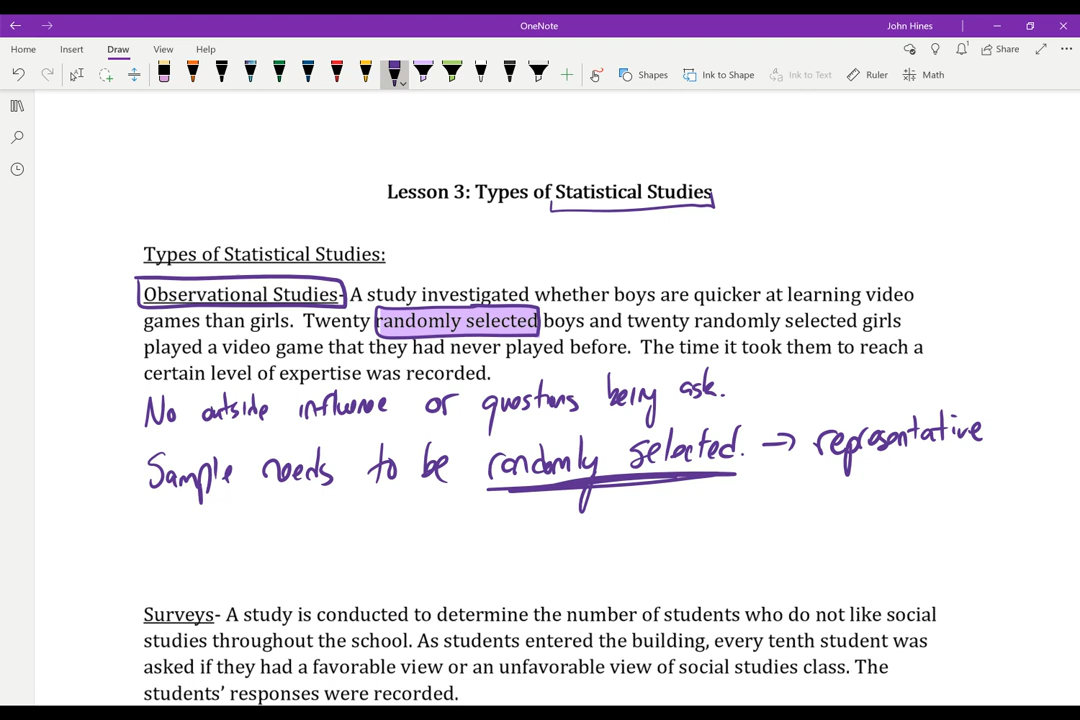 OneNote
John Hines
Home Insert Draw View Help
Share
Shapes Ink to Shape Ink to Text Ruler Math
Lesson 3: Types of Statistical Studies
Types of Statistical Studies:
Observational Studies- A study investigated whether boys are quicker at learning video
games than girls. Twenty randomly selected boys and twenty randomly selected girls
played a video game that they had never played before. The time it took them to reach a
certain level of expertise was recorded.
No outside influence or questions being ask.
Sample needs to be randomly selected. → representative
Surveys- A study is conducted to determine the number of students who do not like social
studies throughout the school. As students entered the building, every tenth student was
asked if they had a favorable view or an unfavorable view of social studies class. The
students’ responses were recorded.